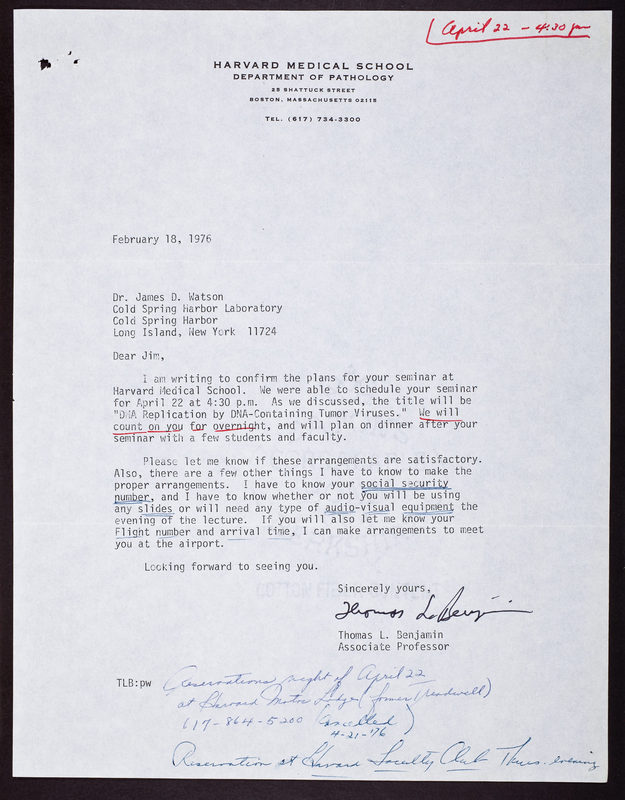 April 22 - 4:30 pm
HARVARD MEDICAL SCHOOL
DEPARTMENT OF PATHOLOGY
25 SHATTUCK STREET
BOSTON, MASSACHUSETTS 02115
TEL. (617) 734-3300
February 18, 1976
Dr. James D. Watson
Cold Spring Harbor Laboratory
Cold Spring Harbor
Long Island, New York 11724
Dear Jim,
I am writing to confirm the plans for your seminar at
Harvard Medical School. We were able to schedule your seminar
for April 22 at 4:30 p.m. As we discussed, the title will be
"DNA Replication by DNA-Containing Tumor Viruses." We will
count on you for overnight, and will plan on dinner after your
seminar with a few students and faculty.
Please let me know if these arrangements are satisfactory.
Also, there are a few other things I have to know to make the
proper arrangements. I have to know your social security
number, and I have to know whether or not you will be using
any slides or will need any type of audio-visual equipment the
evening of the lecture. If you will also let me know your
flight number and arrival time, I can make arrangements to meet
you at the airport.
Looking forward to seeing you.
Sincerely yours,
Thomas L. Benjamin
Thomas L. Benjamin
Associate Professor
TLB:pw
Reservations night of April 22
at Harvard Motor Lodge (former Treadwell)
617-864-5200 (Cancelled
4-21-76)
Reservation at Harvard Faculty Club Thurs. evening